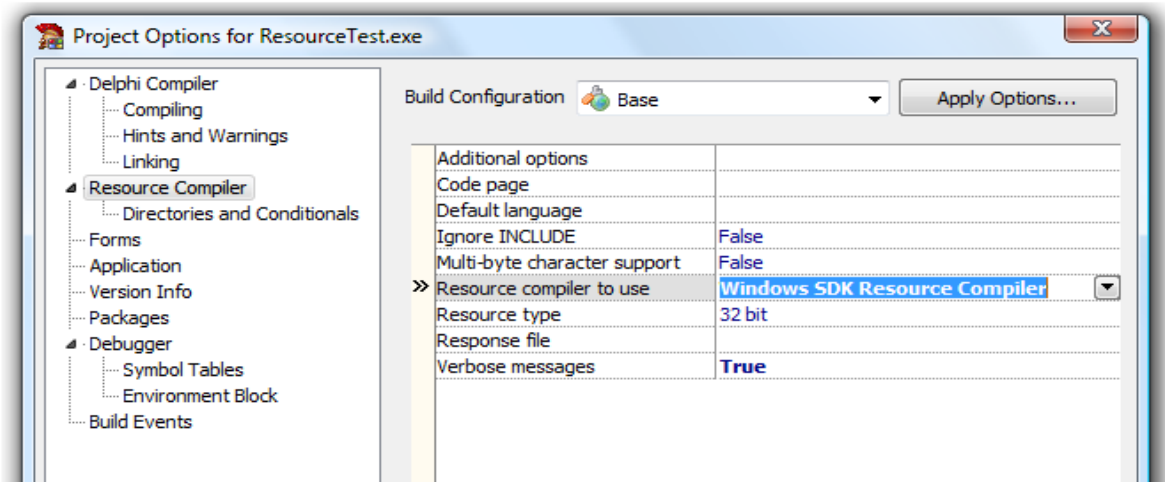 Project Options for ResourceTest.exe
Delphi Compiler
Compiling
Hints and Warnings
Linking
Resource Compiler
Directories and Conditionals
Forms
Application
Version Info
Packages
Debugger
Symbol Tables
Environment Block
Build Events
Build Configuration Base Apply Options...
Additional options
Code page
Default language
Ignore INCLUDE False
Multi-byte character support False
» Resource compiler to use Windows SDK Resource Compiler
Resource type 32 bit
Response file
Verbose messages True